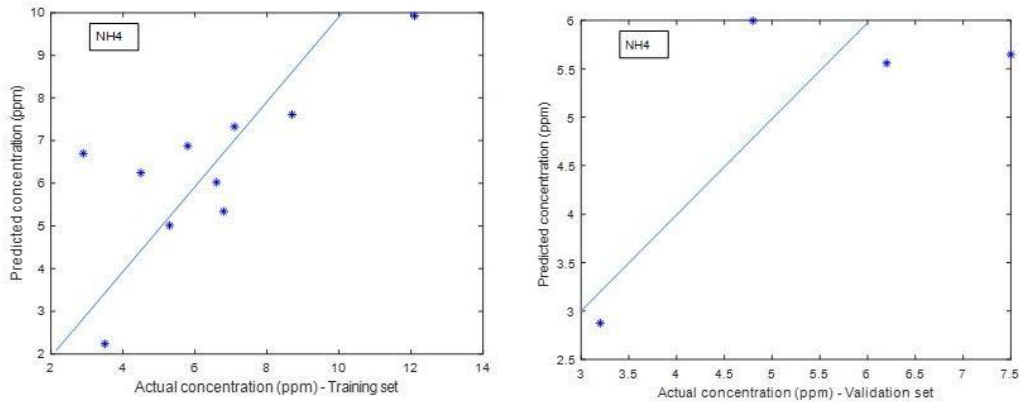 10
9
8
7
6
5
4
3
2
NH4
Predicted concentration (ppm)
2 4 6 8 10 12 14
Actual concentration (ppm) - Training set
6
5.5
5
4.5
4
3.5
3
2.5
NH4
Predicted concentration (ppm)
3 3.5 4 4.5 5 5.5 6 6.5 7 7.5
Actual concentration (ppm) - Validation set